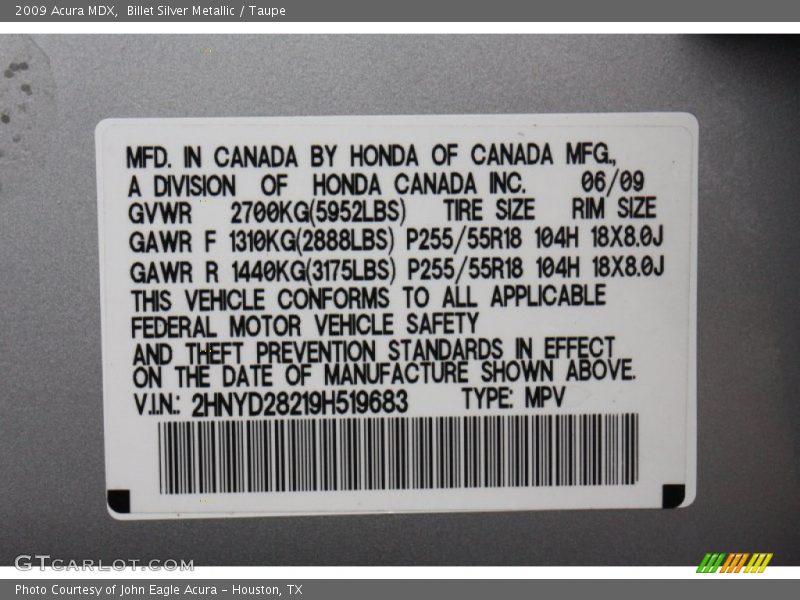 2009 Acura MDX,  Billet Silver Metallic / Taupe
MFD. IN CANADA BY HONDA OF CANADA MFG.,
A DIVISION OF HONDA CANADA INC. 06/09
GVWR 2700KG(5952LBS) TIRE SIZE RIM SIZE
GAWR F 1310KG(2888LBS) P255/55R18 104H 18X8.0J
GAWR R 1440KG(3175LBS) P255/55R18 104H 18X8.0J
THIS VEHICLE CONFORMS TO ALL APPLICABLE
FEDERAL MOTOR VEHICLE SAFETY
AND THEFT PREVENTION STANDARDS IN EFFECT
ON THE DATE OF MANUFACTURE SHOWN ABOVE.
V.I.N.: 2HNYD28219H519683 TYPE: MPV
GTCARLOT.COM
Photo Courtesy of John Eagle Acura - Houston, TX